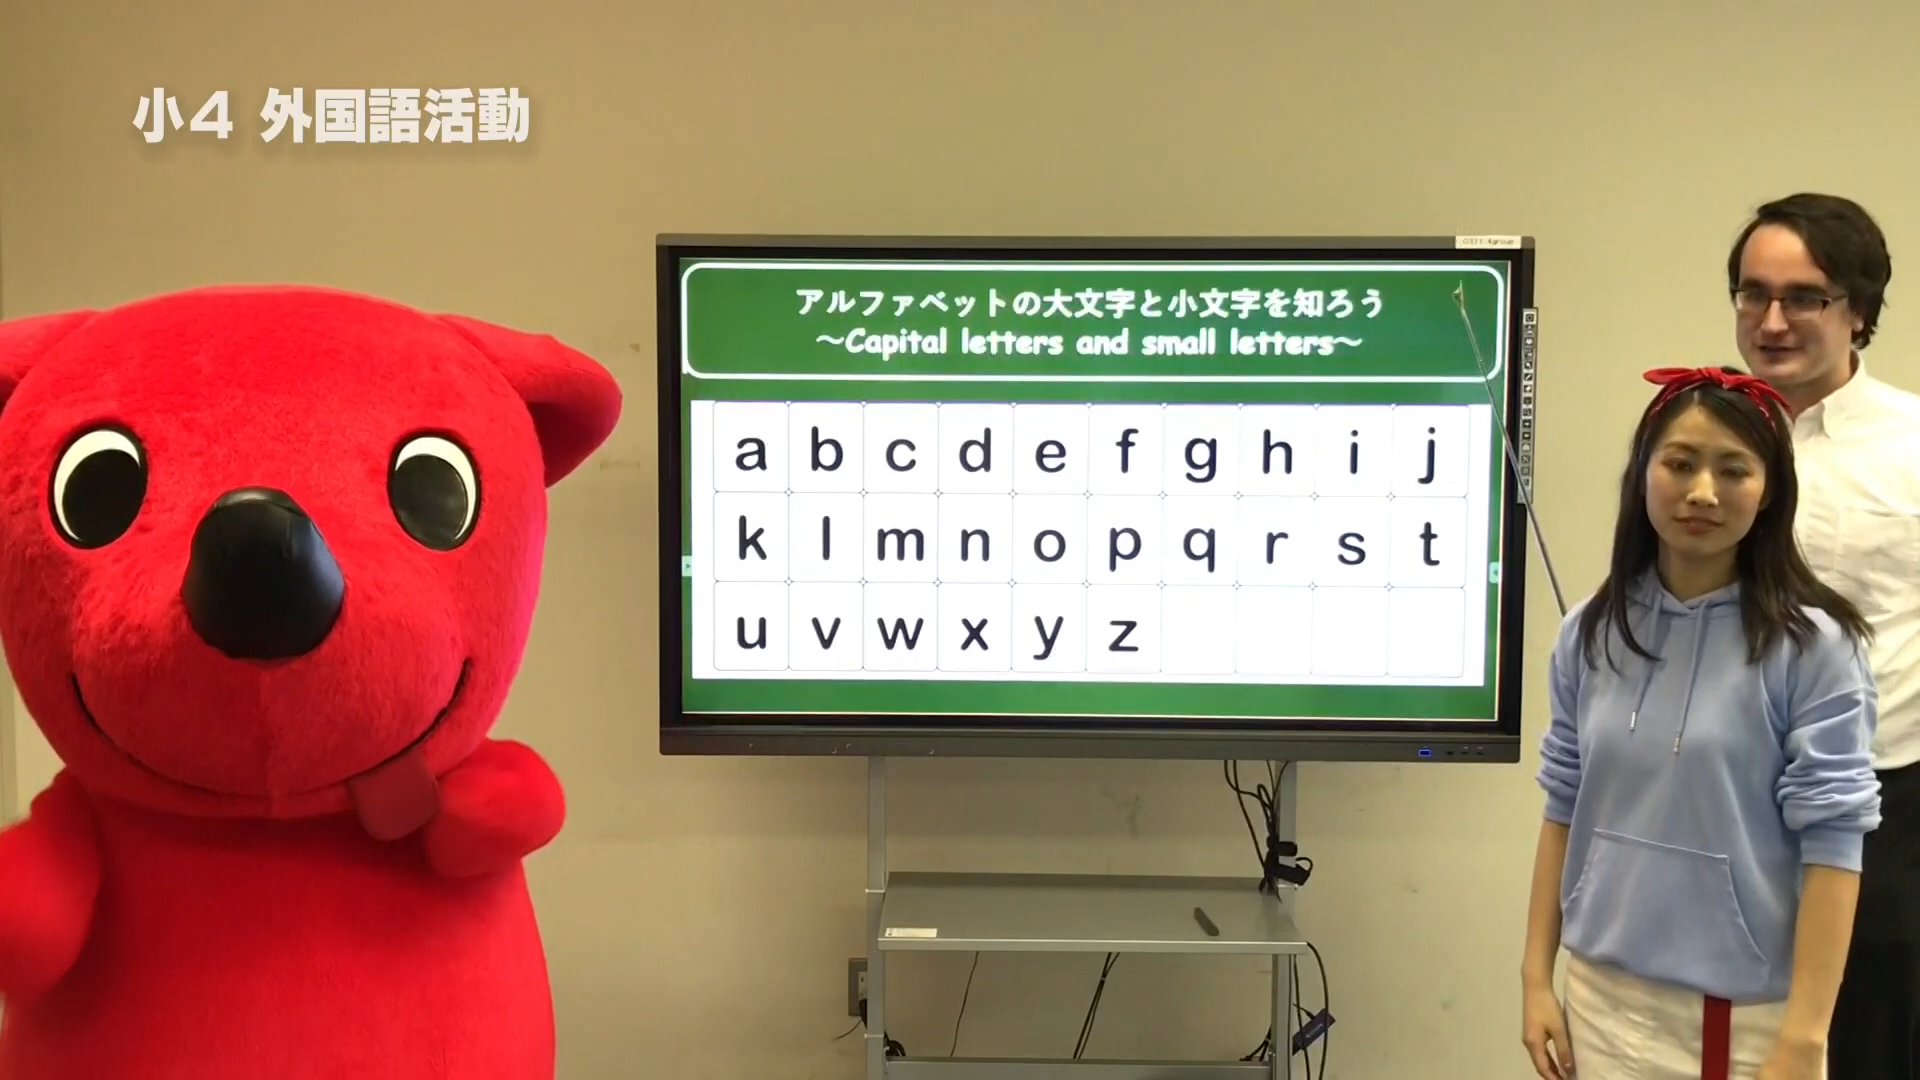 小4 外国語活動
アルファベットの大文字と小文字を知ろう
～Capital letters and small letters～
a b c d e f g h i j
k l m n o p q r s t
u v w x y z